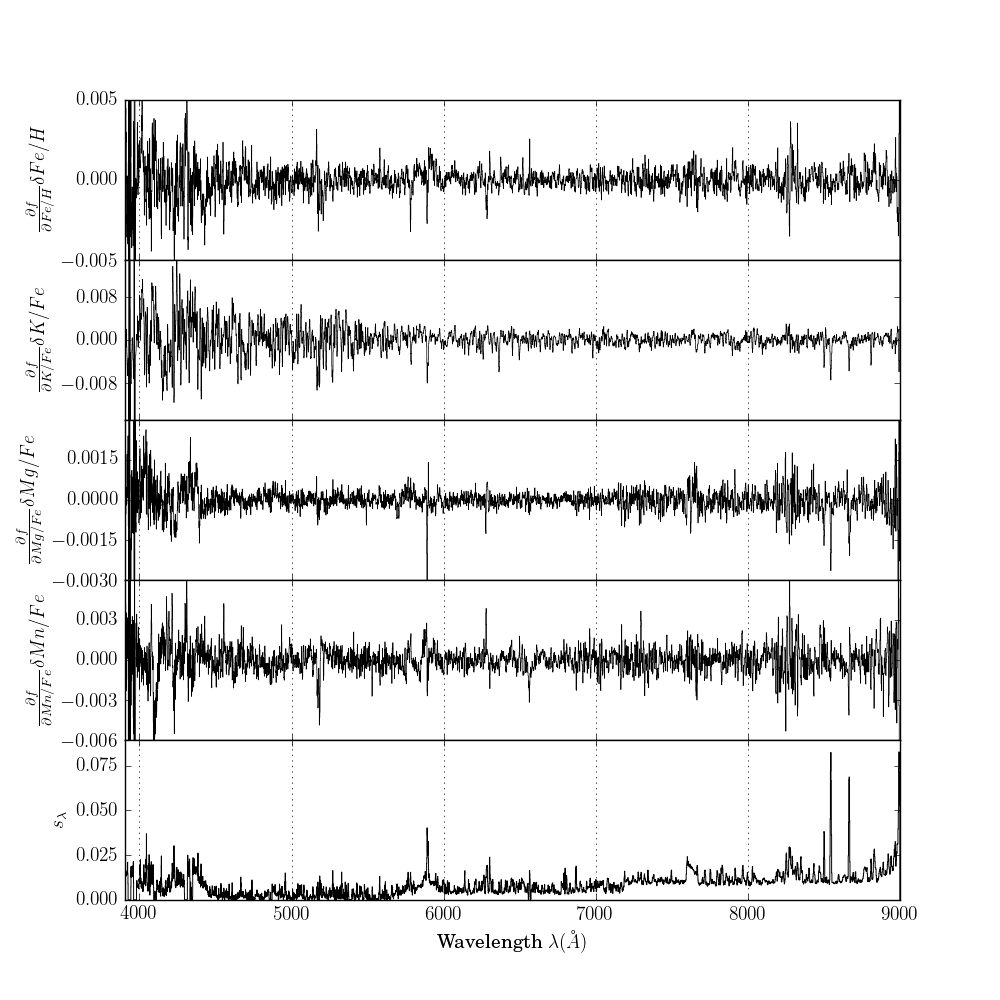 0.005
0.000
−0.005
∂f/∂Fe/H δFe/H
0.008
0.000
−0.008
∂f/∂K/Fe δK/Fe
0.0015
0.0000
−0.0015
−0.0030
∂f/∂Mg/Fe δMg/Fe
0.003
0.000
−0.003
−0.006
∂f/∂Mn/Fe δMn/Fe
0.075
0.050
0.025
0.000
sλ
4000 5000 6000 7000 8000 9000
Wavelength λ(Å)